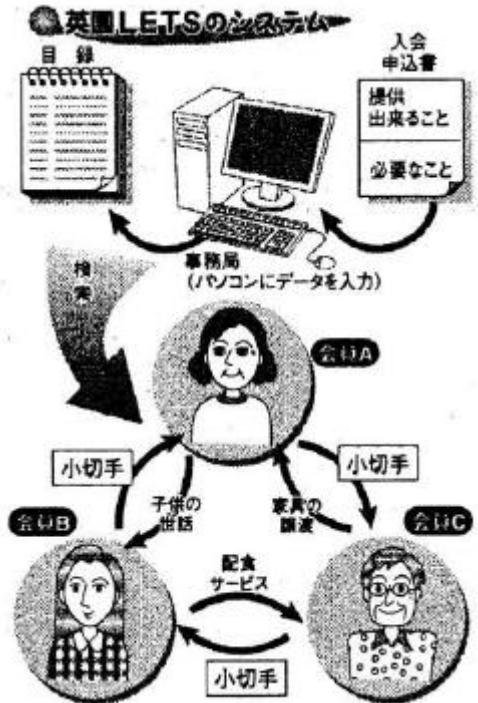 英国LETSのシステム
目録
入会
申込書
提供
出来ること
必要なこと
事務局
(パソコンにデータを入力)
検索
会員A
小切手
小切手
子供の
世話
家具の
譲渡
会員B
会員C
配食
サービス
小切手